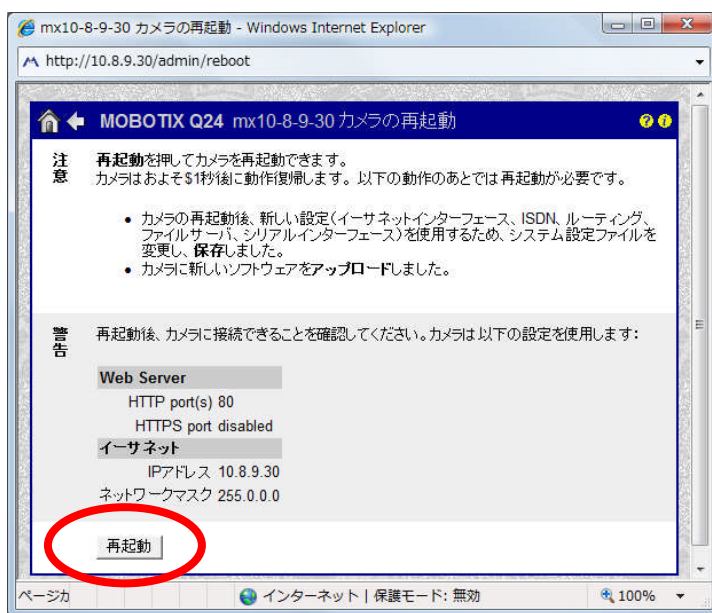 mx10-8-9-30 カメラの再起動 - Windows Internet Explorer
http://10.8.9.30/admin/reboot
MOBOTIX Q24 mx10-8-9-30 カメラの再起動
注意
再起動を押してカメラを再起動できます。
カメラはおよそ$1秒後に動作復帰します。以下の動作のあとでは再起動が必要です。
• カメラの再起動後、新しい設定(イーサネットインターフェース、ISDN、ルーティング、
ファイルサーバ、シリアルインターフェース)を使用するため、システム設定ファイルを
変更し、保存しました。
• カメラに新しいソフトウェアをアップロードしました。
警告
再起動後、カメラに接続できることを確認してください。カメラは以下の設定を使用します:
Web Server
HTTP port(s) 80
HTTPS port disabled
イーサネット
IPアドレス 10.8.9.30
ネットワークマスク 255.0.0.0
再起動
ページカ
インターネット | 保護モード: 無効
100%